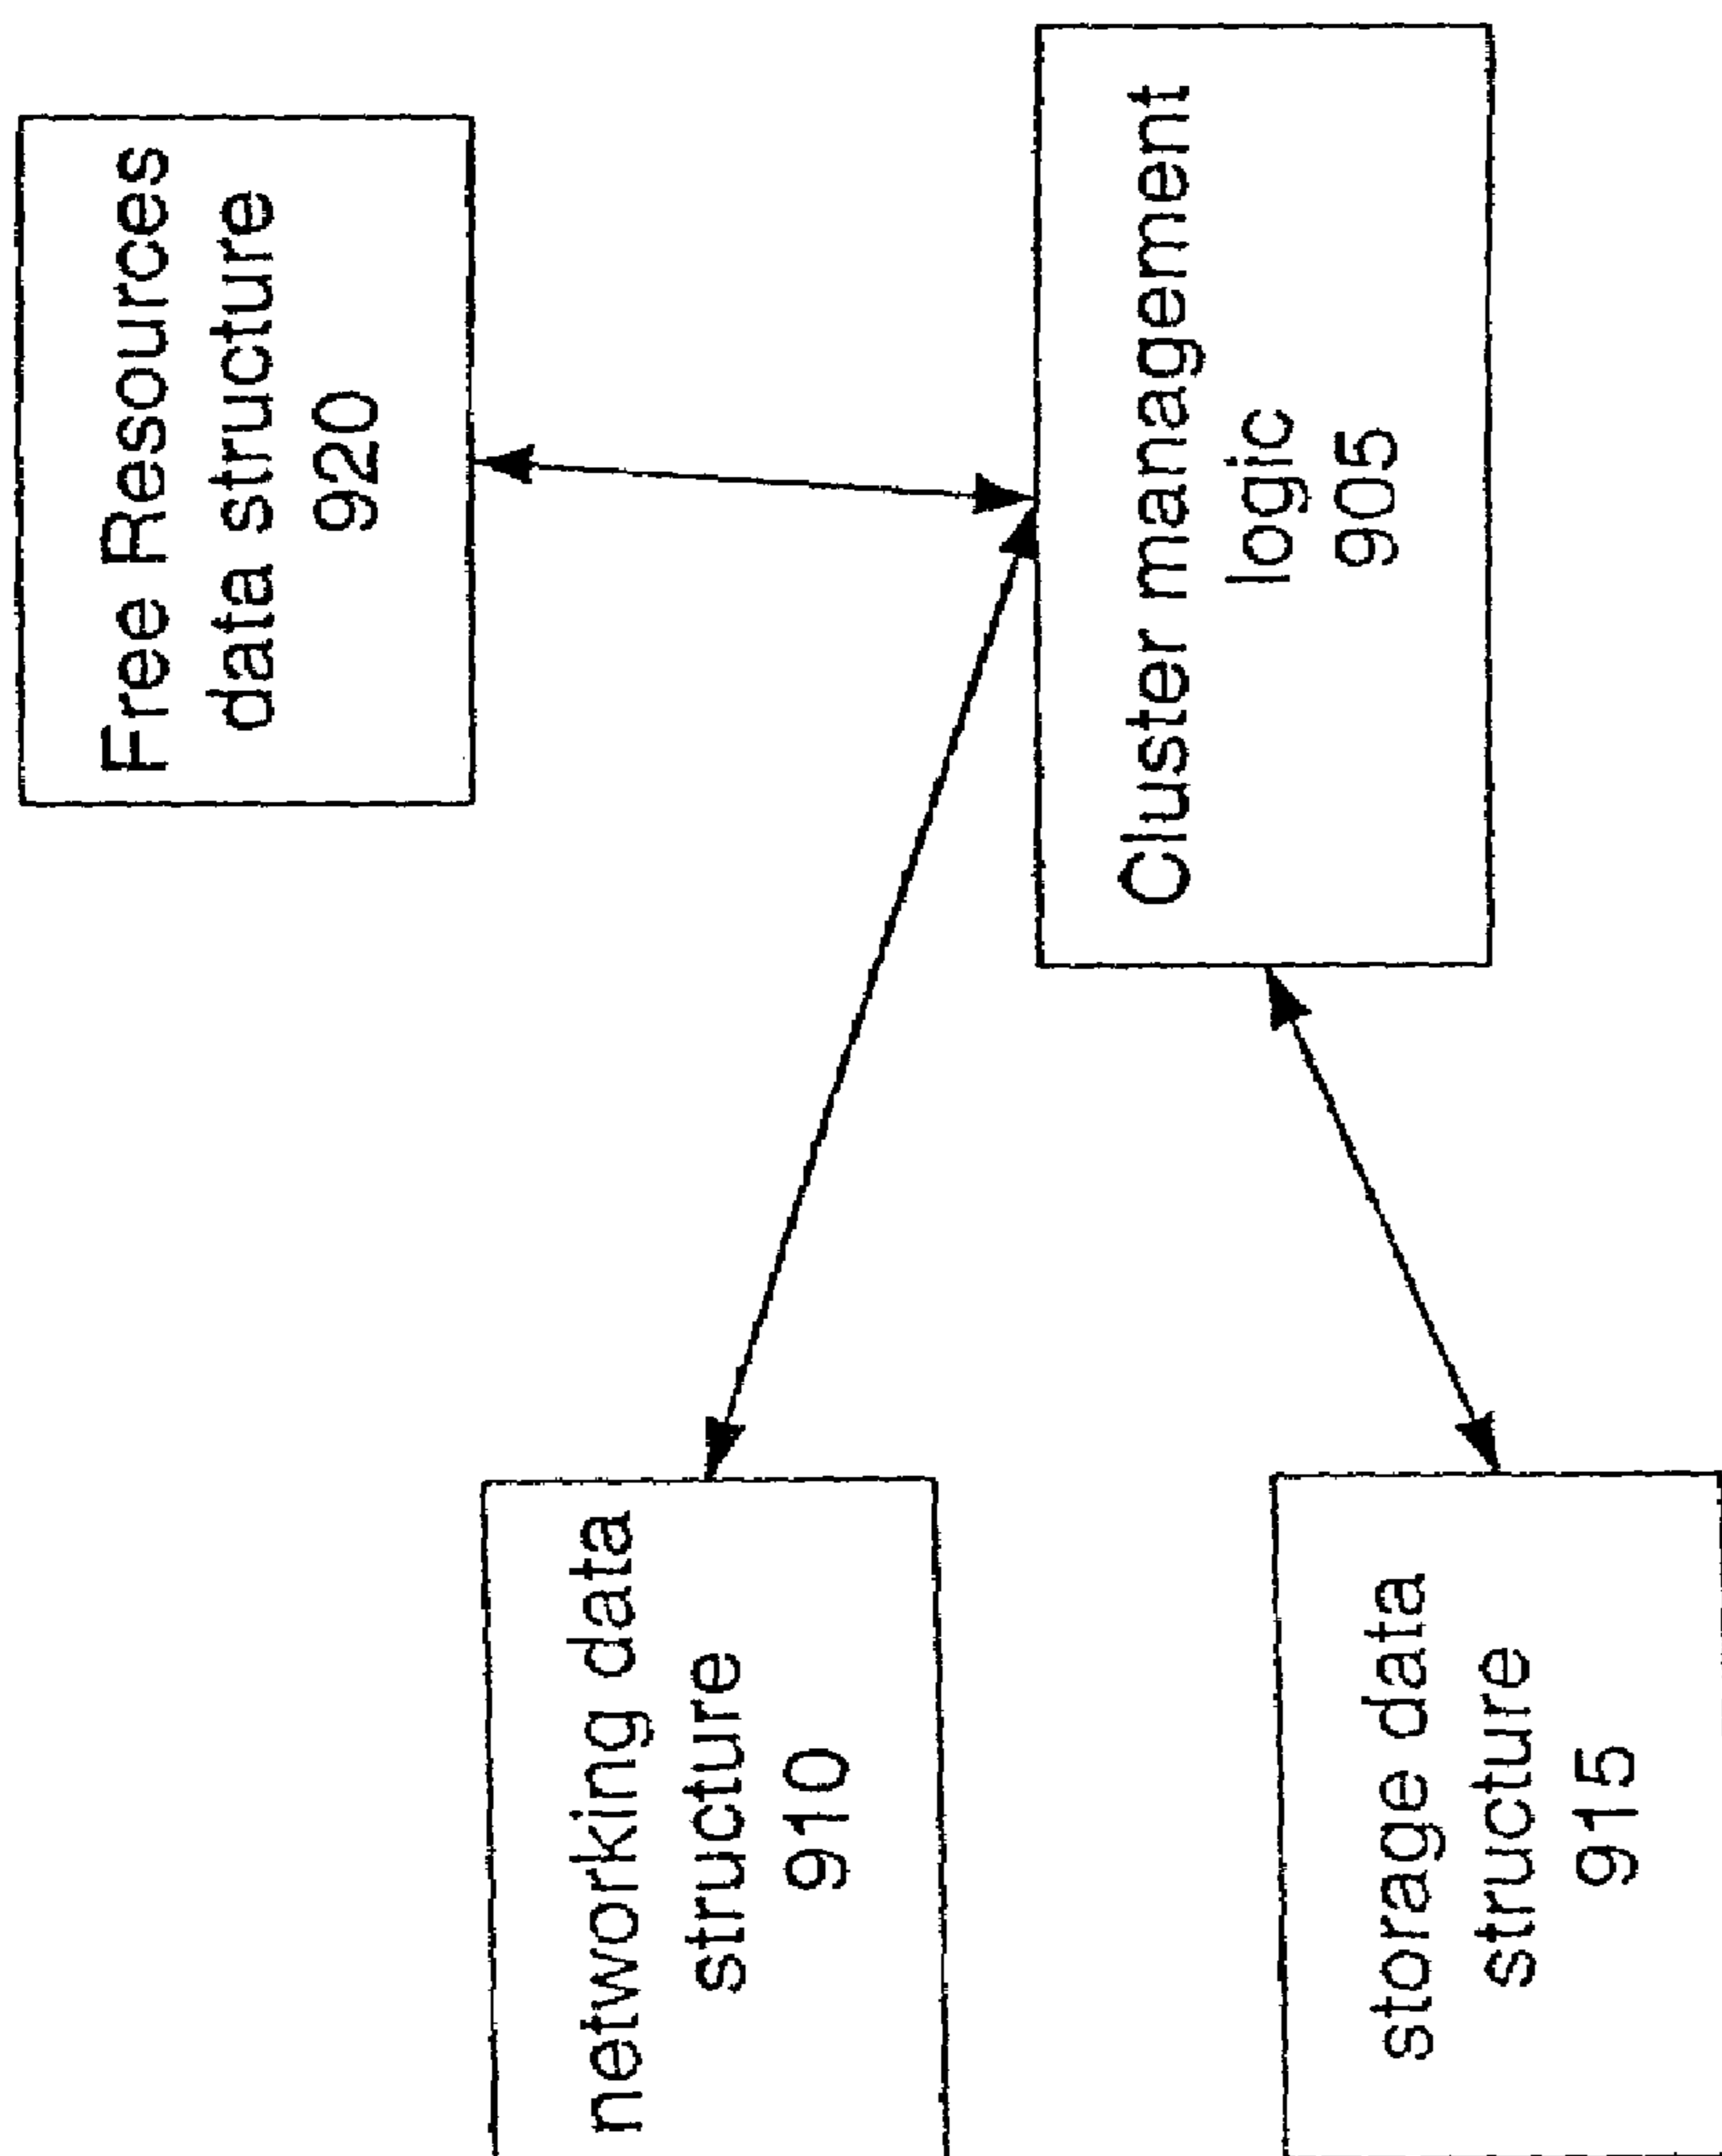 Free Resources
data structure
920
networking data
structure
910
Cluster management
logic
905
storage data
structure
915